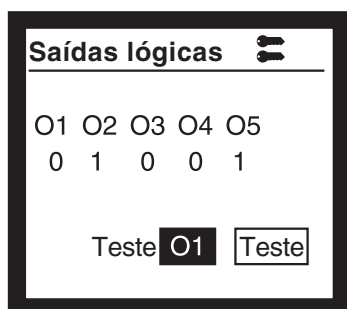 Saídas lógicas
O1 O2 O3 O4 O5
0 1 0 0 1
Teste O1 Teste